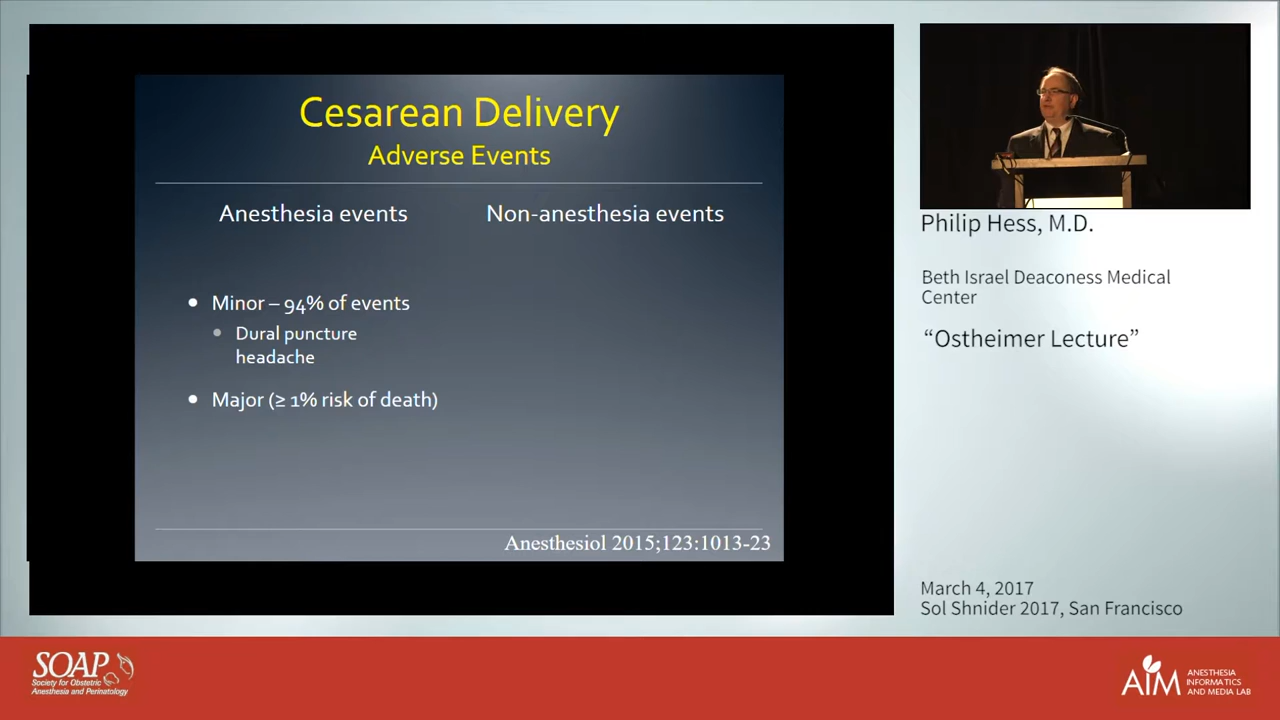 Cesarean Delivery
Adverse Events
Anesthesia events
Non-anesthesia events
• Minor – 94% of events
• Dural puncture
headache
• Major (≥ 1% risk of death)
Anesthesiol 2015;123:1013-23
Philip Hess, M.D.
Beth Israel Deaconess Medical
Center
“Ostheimer Lecture”
March 4, 2017
Sol Shnider 2017, San Francisco
SOAP
Society for Obstetric
Anesthesia and Perinatology
AIM
ANESTHESIA
INFORMATICS
AND MEDIA LAB